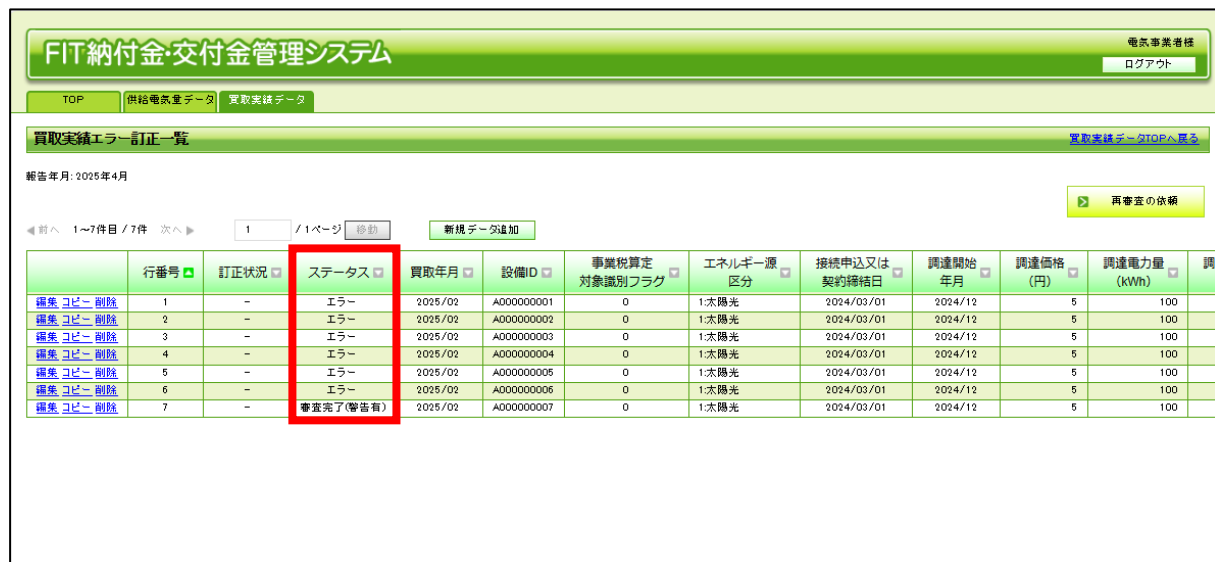 FIT納付金・交付金管理システム
電気事業者様
ログアウト
TOP 供給電気量データ 買取実績データ
買取実績エラー訂正一覧 買取実績データTOPへ戻る
報告年月:2025年4月
再審査の依頼
前へ 1～7件目 / 7件 次へ 1 / 1ページ 移動 新規データ追加
行番号 訂正状況 ステータス 買取年月 設備ID 事業税算定対象識別フラグ エネルギー源区分 接続申込又は契約締結日 調達開始年月 調達価格(円) 調達電力量(kWh) 調
編集 コピー 削除 1 - エラー 2025/02 A000000001 0 1:太陽光 2024/03/01 2024/12 5 100
編集 コピー 削除 2 - エラー 2025/02 A000000002 0 1:太陽光 2024/03/01 2024/12 5 100
編集 コピー 削除 3 - エラー 2025/02 A000000003 0 1:太陽光 2024/03/01 2024/12 5 100
編集 コピー 削除 4 - エラー 2025/02 A000000004 0 1:太陽光 2024/03/01 2024/12 5 100
編集 コピー 削除 5 - エラー 2025/02 A000000005 0 1:太陽光 2024/03/01 2024/12 5 100
編集 コピー 削除 6 - エラー 2025/02 A000000006 0 1:太陽光 2024/03/01 2024/12 5 100
編集 コピー 削除 7 - 審査完了(警告有) 2025/02 A000000007 0 1:太陽光 2024/03/01 2024/12 5 100